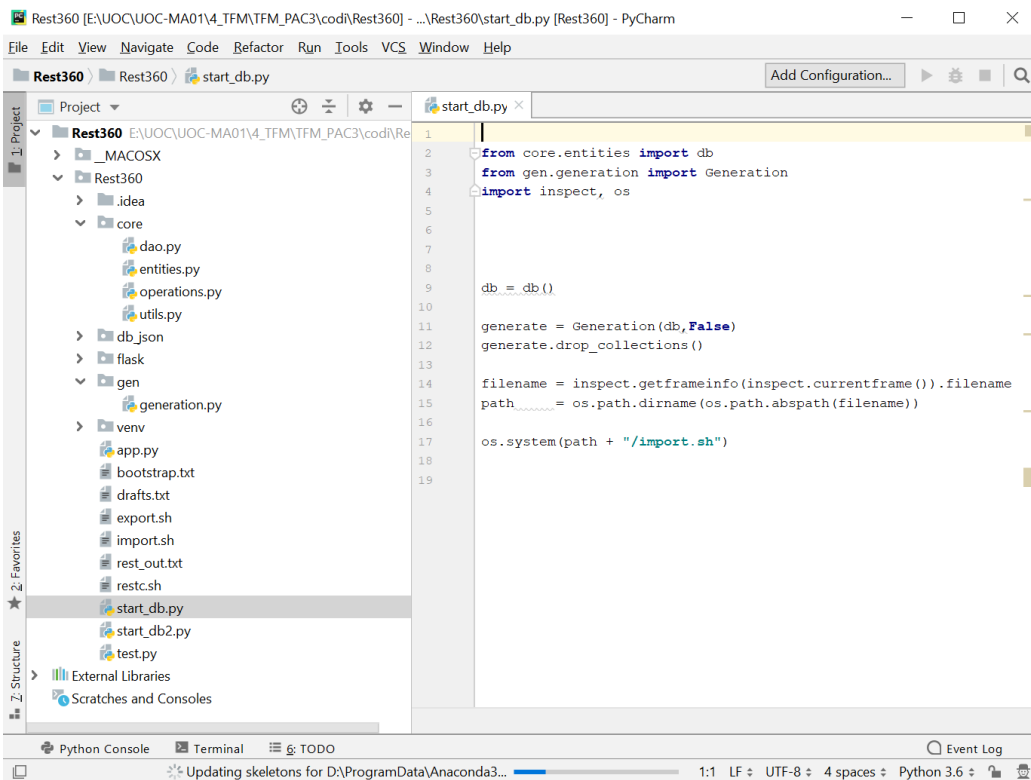 Rest360 [E:\UOC\UOC-MA01\4_TFM\TFM_PAC3\codi\Rest360] - ...\Rest360\start_db.py [Rest360] - PyCharm
File Edit View Navigate Code Refactor Run Tools VCS Window Help
Rest360 Rest360 start_db.py Add Configuration...
1: Project
Project
start_db.py
Rest360 E:\UOC\UOC-MA01\4_TFM\TFM_PAC3\codi\Re
__MACOSX
Rest360
.idea
core
dao.py
entities.py
operations.py
utils.py
db_json
flask
gen
generation.py
venv
app.py
bootstrap.txt
drafts.txt
export.sh
import.sh
rest_out.txt
restc.sh
start_db.py
start_db2.py
test.py
External Libraries
Scratches and Consoles
2: Favorites
7: Structure
1
2 from core.entities import db
3 from gen.generation import Generation
4 import inspect, os
5
6
7
8
9 db = db()
10
11 generate = Generation(db,False)
12 generate.drop_collections()
13
14 filename = inspect.getframeinfo(inspect.currentframe()).filename
15 path     = os.path.dirname(os.path.abspath(filename))
16
17 os.system(path + "/import.sh")
18
19
Python Console Terminal 6: TODO Event Log
Updating skeletons for D:\ProgramData\Anaconda3... 1:1 LF UTF-8 4 spaces Python 3.6